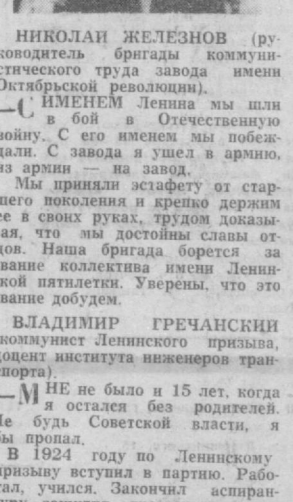 НИКОЛАЙ ЖЕЛЕЗНОВ (ру-
ководитель бригады коммуни-
стического труда завода имени
Октябрьской революции).
—С ИМЕНЕМ Ленина мы шли
в бой в Отечественную
войну. С его именем мы побеж-
дали. С завода я ушел в армию,
из армии — на завод.
Мы приняли эстафету от стар-
шего поколения и крепко держим
ее в своих руках, трудом доказы-
вая, что мы достойны славы от-
цов. Наша бригада борется за
звание коллектива имени Ленин-
ской пятилетки. Уверены, что это
звание добудем.
ВЛАДИМИР ГРЕЧАНСКИЙ
(коммунист Ленинского призыва,
доцент института инженеров тран-
спорта).
—МНЕ не было и 15 лет, когда
я остался без родителей.
Не будь Советской власти, я
бы пропал.
В 1924 году по Ленинскому
призыву вступил в партию. Рабо-
тал, учился. Закончил аспиран-